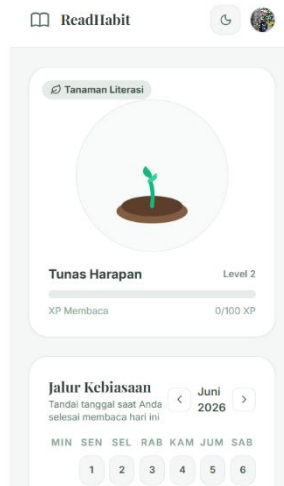 ReadHabit
Tanaman Literasi
Tunas Harapan
Level 2
XP Membaca
0/100 XP
Jalur Kebiasaan
Tandai tanggal saat Anda
selesai membaca hari ini
Juni
2026
MIN SEN SEL RAB KAM JUM SAB
1 2 3 4 5 6